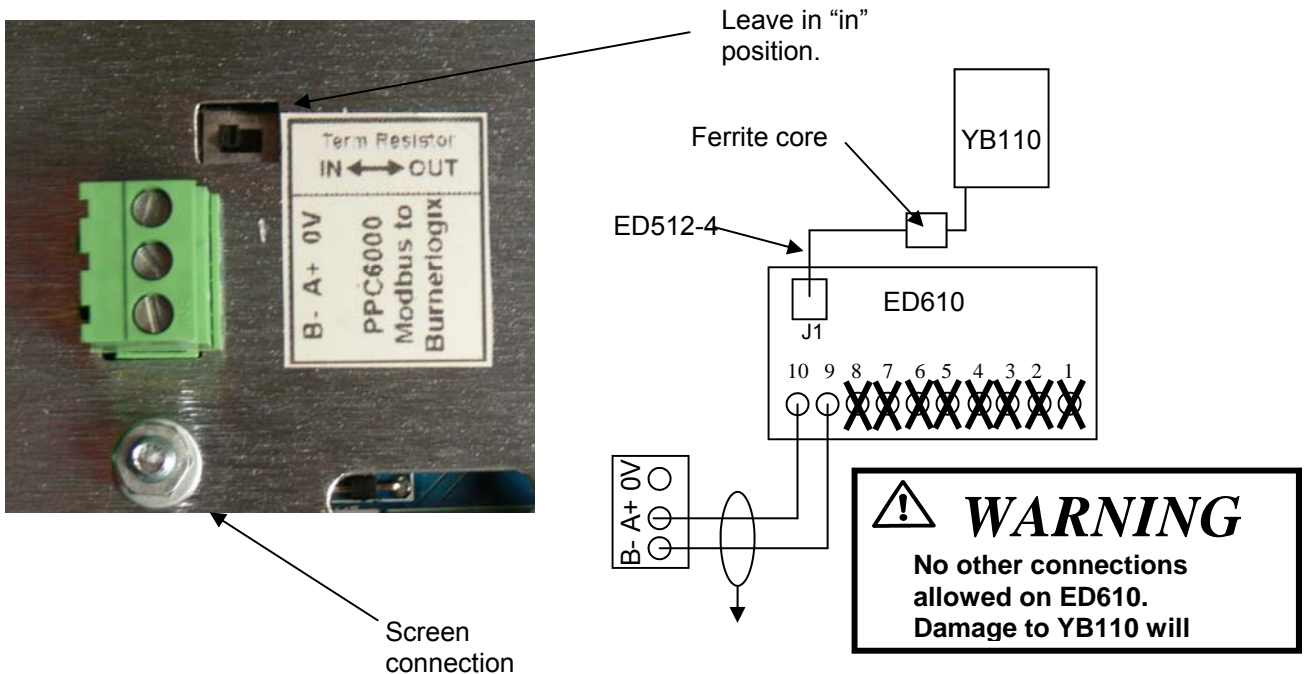 Leave in “in”
position.
Term Resistor
IN ↔ OUT
B- A+ 0V
PPC6000
Modbus to
Burnerlogix
Screen
connection
Ferrite core
YB110
ED512-4
ED610
J1
10 9 8 7 6 5 4 3 2 1
B- A+ 0V
WARNING
No other connections
allowed on ED610.
Damage to YB110 will